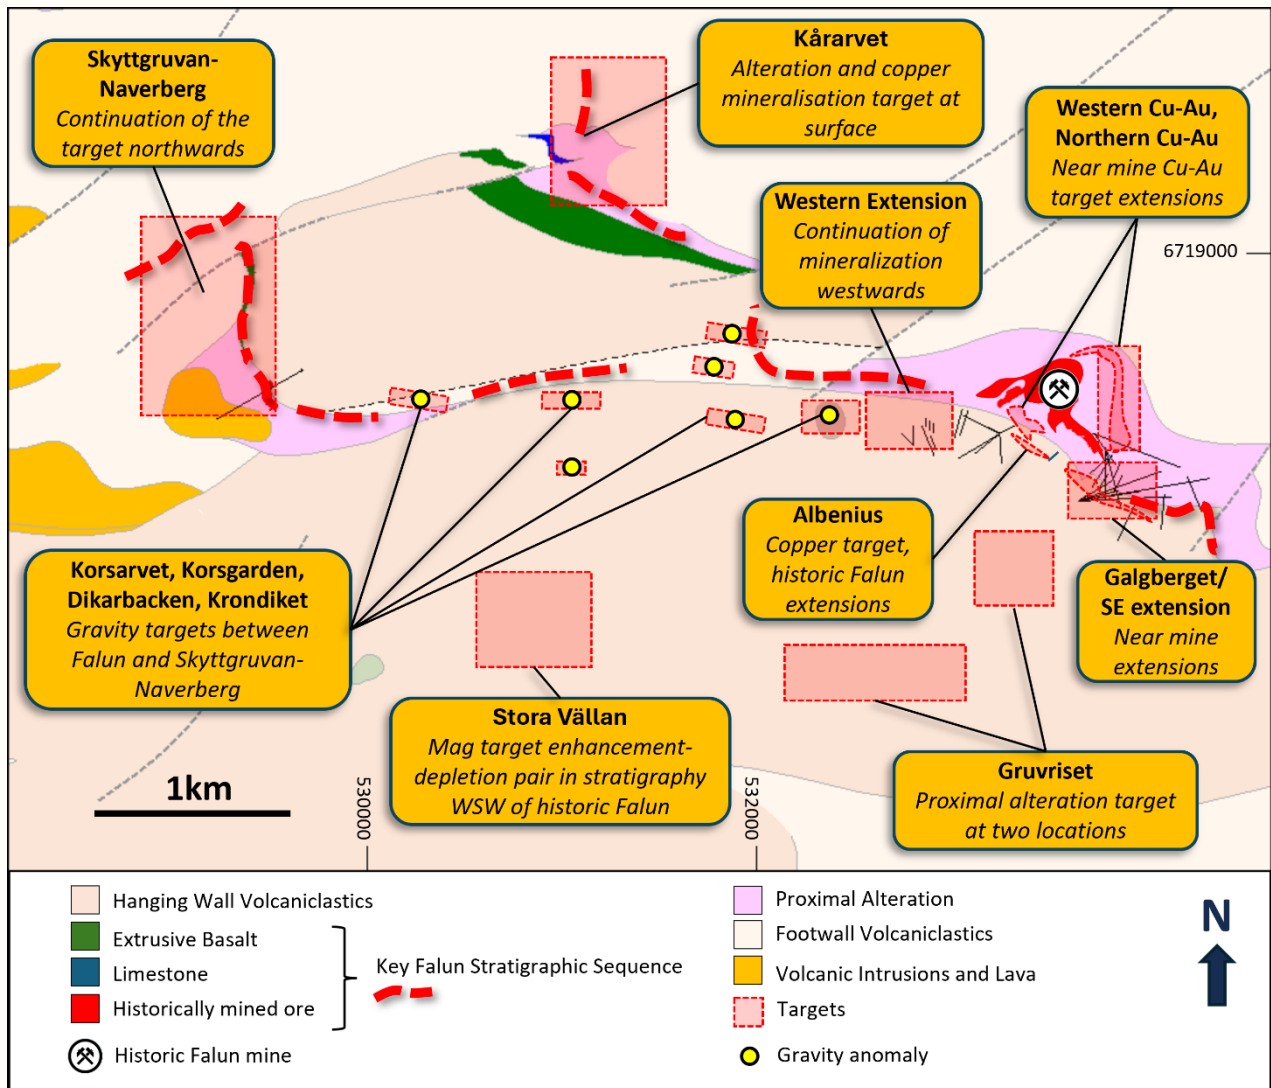 Skyttgruvan-
Naverberg
Continuation of the
target northwards
Kårarvet
Alteration and copper
mineralisation target at
surface
Western Cu-Au,
Northern Cu-Au
Near mine Cu-Au
target extensions
Western Extension
Continuation of
mineralization
westwards
6719000
Korsarvet, Korsgarden,
Dikarbacken, Krondiket
Gravity targets between
Falun and Skyttgruvan-
Naverberg
Albenius
Copper target,
historic Falun
extensions
Galgberget/
SE extension
Near mine
extensions
Stora Vällan
Mag target enhancement-
depletion pair in stratigraphy
WSW of historic Falun
Gruvriset
Proximal alteration target
at two locations
1km
530000
532000
Hanging Wall Volcaniclastics
Extrusive Basalt
Limestone
Historically mined ore
Historic Falun mine
Key Falun Stratigraphic Sequence
Proximal Alteration
Footwall Volcaniclastics
Volcanic Intrusions and Lava
Targets
Gravity anomaly
N